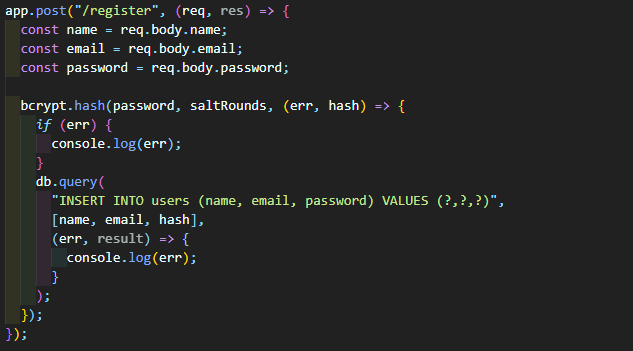 app.post("/register", (req, res) => {
  const name = req.body.name;
  const email = req.body.email;
  const password = req.body.password;

  bcrypt.hash(password, saltRounds, (err, hash) => {
    if (err) {
      console.log(err);
    }
    db.query(
      "INSERT INTO users (name, email, password) VALUES (?,?,?)",
      [name, email, hash],
      (err, result) => {
        console.log(err);
      }
    );
  });
});